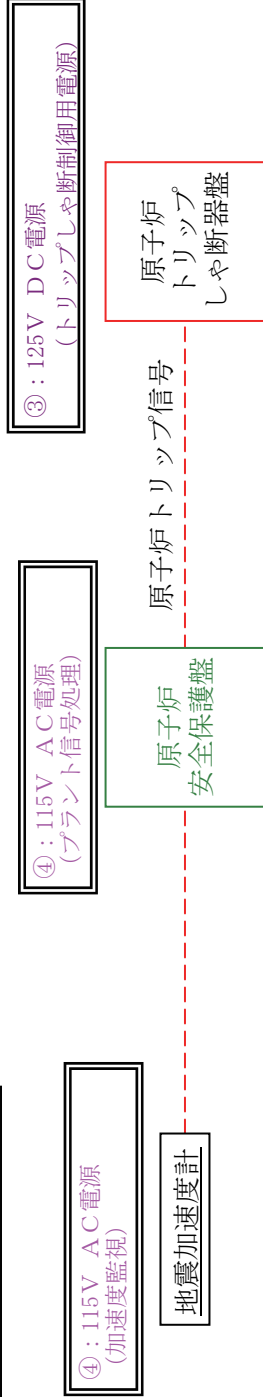 ④：115V AC電源
(加速度監視)
地震加速度計
④：115V AC電源
(プラント信号処理)
原子炉
安全保護盤
原子炉トリップ信号
③：125V DC電源
(トリップしゃ断制御用電源)
原子炉
トリップ
しゃ断器盤